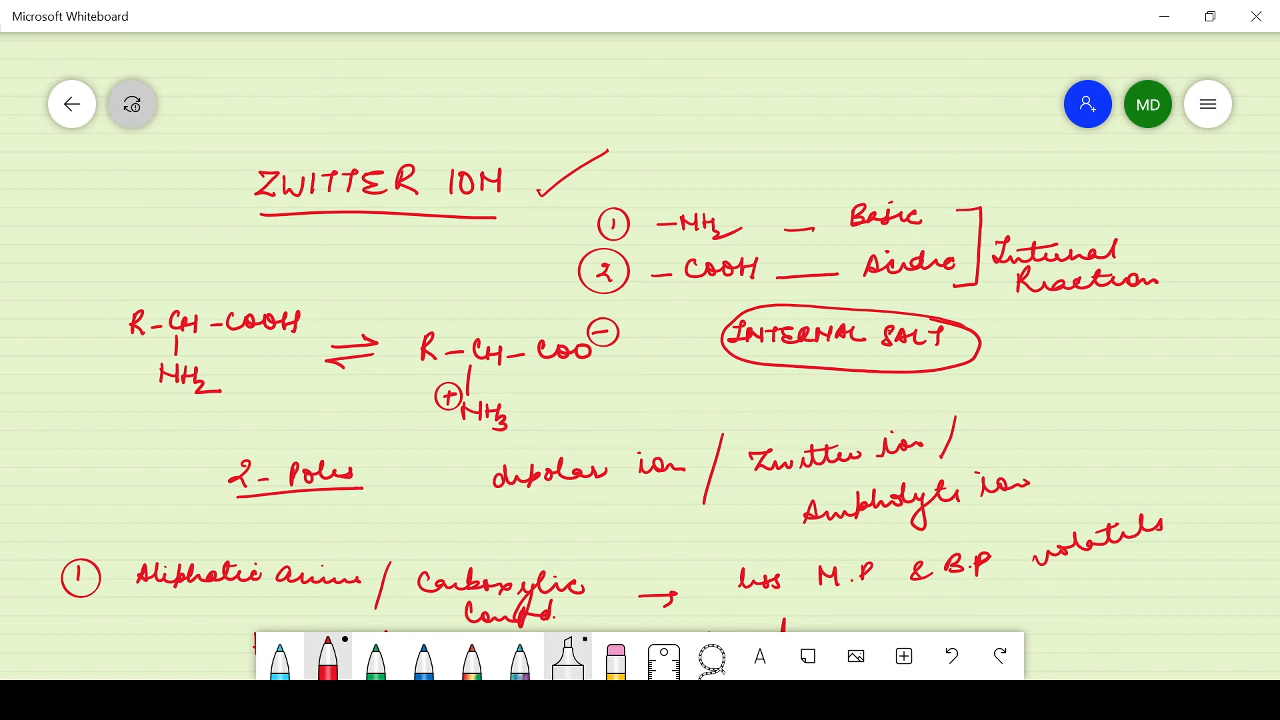 Microsoft Whiteboard
MD
ZWITTER ION
① -NH2 - Basic
② - COOH — Acidic
Internal Reaction
R-CH-COOH ⇌ R-CH-COO⊖
NH2
⊕NH3
INTERNAL SALT
2- Poles
dipolar ion / Zwitter ion /
Ampholyte ion
① Aliphatic amine / Carboxylic → less M.P & B.P volatile
Compd.
A